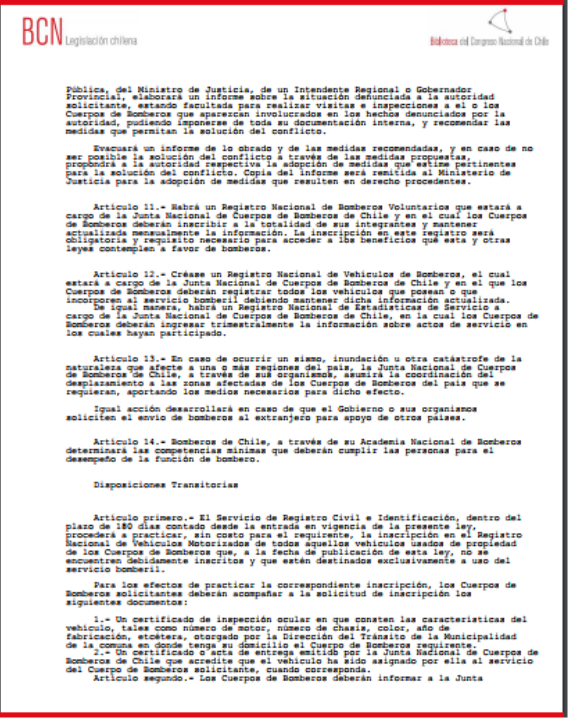 BCN Legislación chilena
Biblioteca del Congreso Nacional de Chile
Pública, del Ministro de Justicia, de un Intendente Regional o Gobernador
Provincial, elaborará un informe sobre la situación denunciada a la autoridad
solicitante, estando facultada para realizar visitas e inspecciones a el o los
Cuerpos de Bomberos que aparezcan involucrados en los hechos denunciados por la
autoridad, pudiendo imponerse de toda su documentación interna, y recomendar las
medidas que permitan la solución del conflicto.
Evacuará un informe de lo obrado y de las medidas recomendadas, y en caso de no
ser posible la solución del conflicto a través de las medidas propuestas,
propondrá a la autoridad respectiva la adopción de medidas que estime pertinentes
para la solución del conflicto. Copia del informe será remitida al Ministerio de
Justicia para la adopción de medidas que resulten en derecho procedentes.
Artículo 11.- Habrá un Registro Nacional de Bomberos Voluntarios que estará a
cargo de la Junta Nacional de Cuerpos de Bomberos de Chile y en el cual los Cuerpos
de Bomberos deberán inscribir a la totalidad de sus integrantes y mantener
actualizada mensualmente la información. La inscripción en este registro será
obligatoria y requisito necesario para acceder a los beneficios que esta y otras
leyes contemplen a favor de bomberos.
Artículo 12.- Créase un Registro Nacional de Vehículos de Bomberos, el cual
estará a cargo de la Junta Nacional de Cuerpos de Bomberos de Chile y en el que los
Cuerpos de Bomberos deberán registrar todos los vehículos que posean o que
incorporen al servicio bomberil debiendo mantener dicha información actualizada.
De igual manera, habrá un Registro Nacional de Estadísticas de Servicio a
cargo de la Junta Nacional de Cuerpos de Bomberos de Chile, en la cual los Cuerpos de
Bomberos deberán ingresar trimestralmente la información sobre actos de servicio en
los cuales hayan participado.
Artículo 13.- En caso de ocurrir un sismo, inundación u otra catástrofe de la
naturaleza que afecte a una o más regiones del país, la Junta Nacional de Cuerpos
de Bomberos de Chile, a través de sus organismos, asumirá la coordinación del
desplazamiento a las zonas afectadas de los Cuerpos de Bomberos del país que se
requieran, aportando los medios necesarios para dicho efecto.
Igual acción desarrollará en caso de que el Gobierno o sus organismos
soliciten el envío de bomberos al extranjero para apoyo de otros países.
Artículo 14.- Bomberos de Chile, a través de su Academia Nacional de Bomberos
determinará las competencias mínimas que deberán cumplir las personas para el
desempeño de la función de bombero.
Disposiciones Transitorias
Artículo primero.- El Servicio de Registro Civil e Identificación, dentro del
plazo de 180 días contado desde la entrada en vigencia de la presente ley,
procederá a practicar, sin costo para el requirente, la inscripción en el Registro
Nacional de Vehículos Motorizados de todos aquellos vehículos usados de propiedad
de los Cuerpos de Bomberos que, a la fecha de publicación de esta ley, no se
encuentren debidamente inscritos y que estén destinados exclusivamente a uso del
servicio bomberil.
Para los efectos de practicar la correspondiente inscripción, los Cuerpos de
Bomberos solicitantes deberán acompañar a la solicitud de inscripción los
siguientes documentos:
1.- Un certificado de inspección ocular en que consten las características del
vehículo, tales como número de motor, número de chasis, color, año de
fabricación, etcétera, otorgado por la Dirección del Tránsito de la Municipalidad
de la comuna en donde tenga su domicilio el Cuerpo de Bomberos requirente.
2.- Un certificado o acta de entrega emitido por la Junta Nacional de Cuerpos de
Bomberos de Chile que acredite que el vehículo ha sido asignado por ella al servicio
del Cuerpo de Bomberos solicitante, cuando corresponda.
Artículo segundo.- Los Cuerpos de Bomberos deberán informar a la Junta